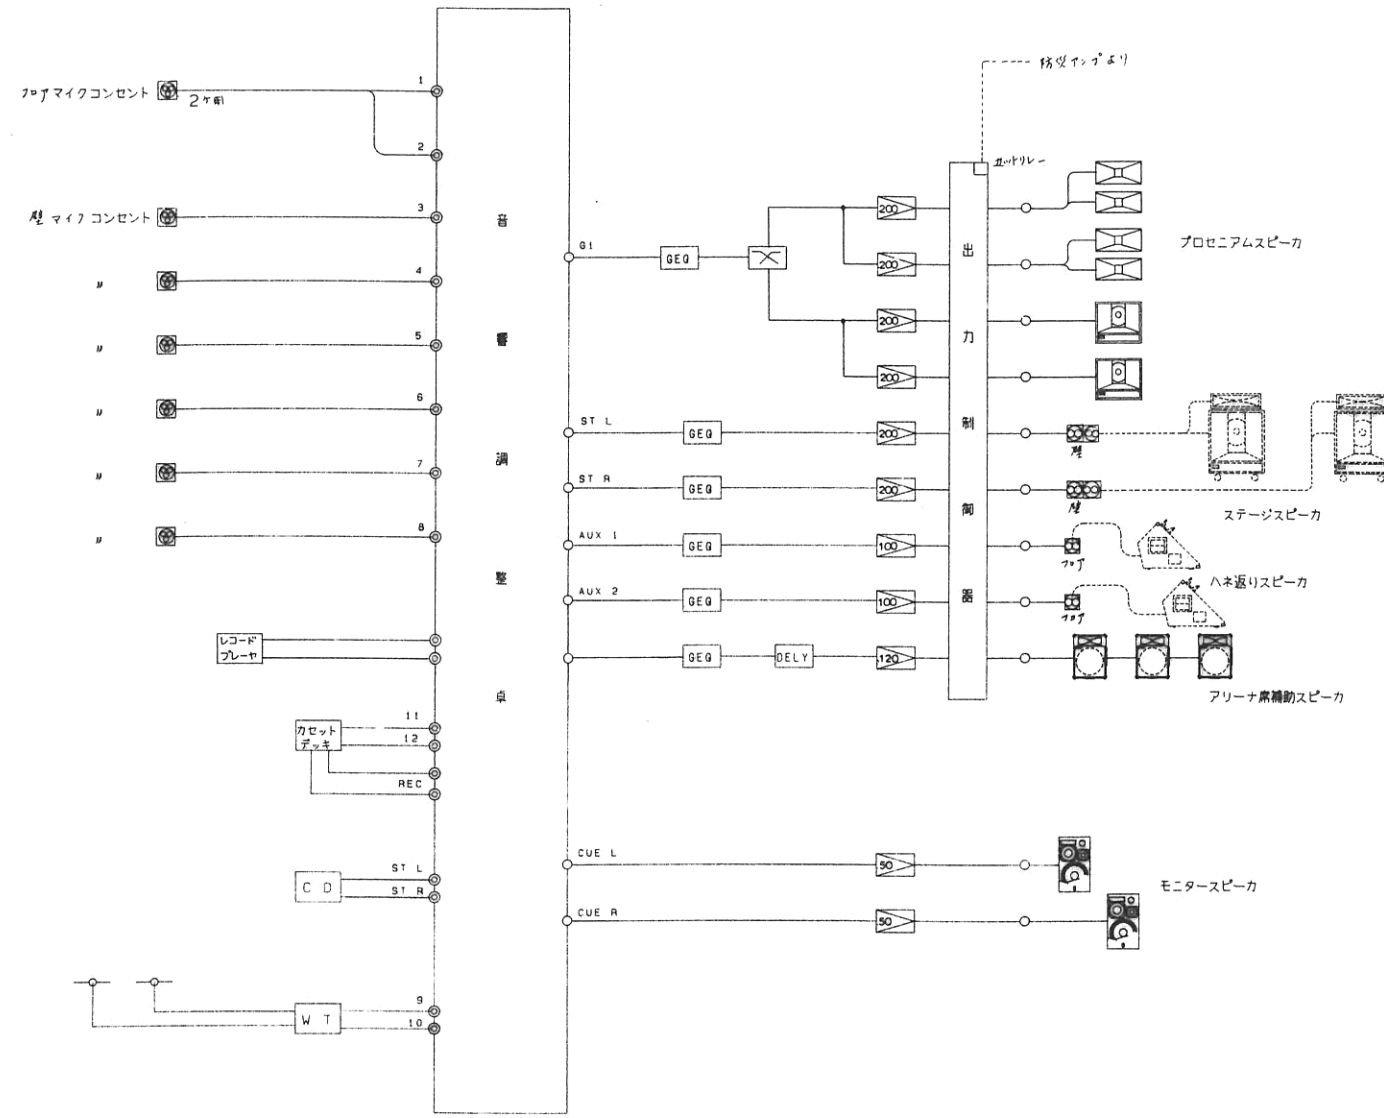 フロアマイクコンセント
2ケ用
1
2
壁 マイクコンセント
3
〃
4
〃
5
〃
6
〃
7
〃
8
レコード
プレーヤ
カセット
デッキ
11
12
REC
CD
ST L
ST R
WT
9
10
音響調整卓
G1
GEQ
200
200
200
200
ST L
GEQ
200
ST R
GEQ
200
AUX 1
GEQ
100
AUX 2
GEQ
100
GEQ
DELY
120
CUE L
50
CUE R
50
防災アンプより
カットリレー
出力制御器
プロセニアムスピーカ
壁
壁
ステージスピーカ
フロア
ハネ返りスピーカ
フロア
アリーナ席補助スピーカ
モニタースピーカ